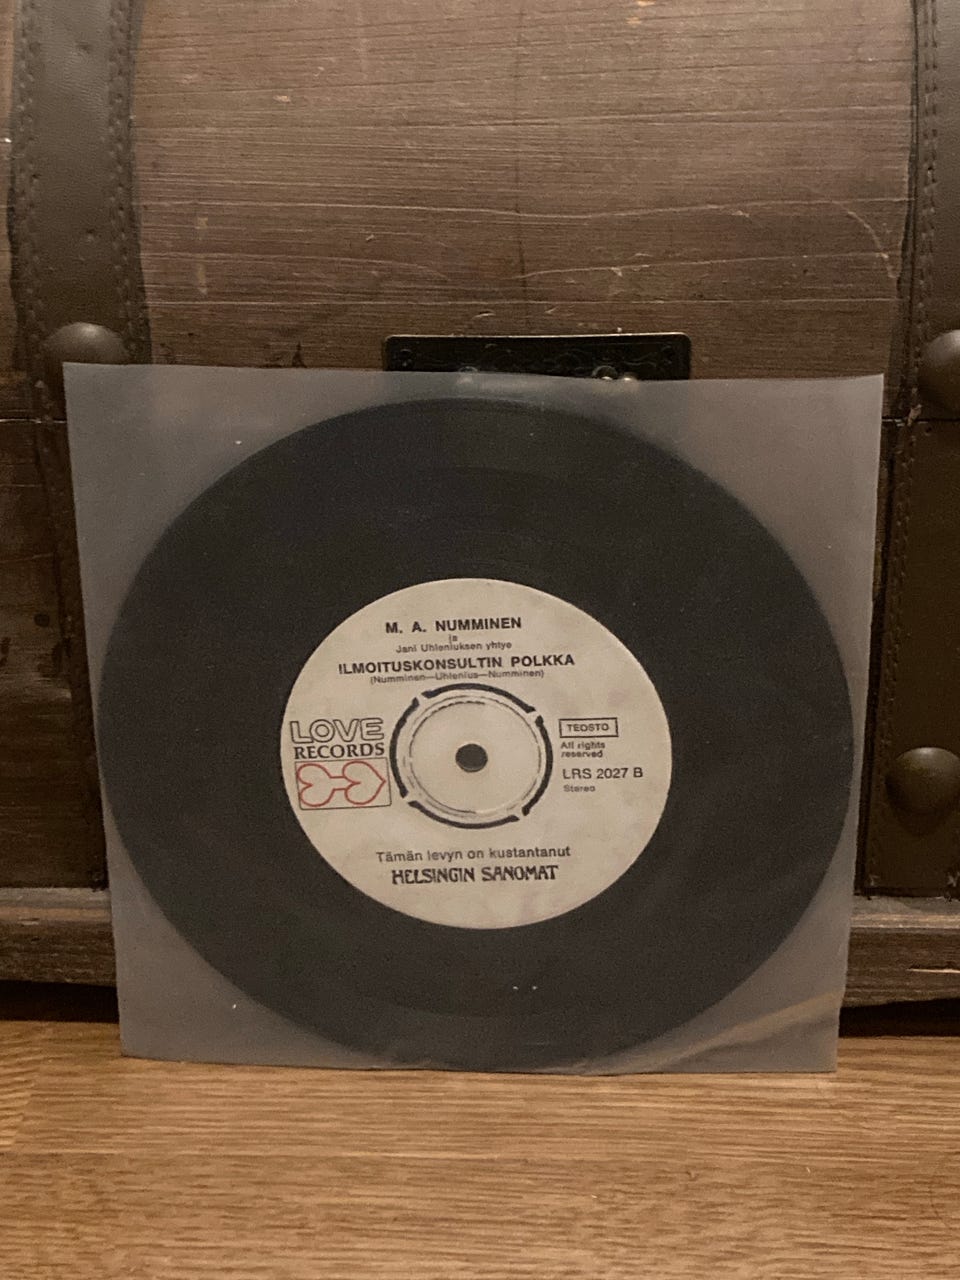 M. A. NUMMINEN
ja
Jani Uhleniuksen yhtye
ILMOITUSKONSULTIN POLKKA
(Numminen—Uhlenius—Numminen)
LOVE
RECORDS
TEOSTO
All rights
reserved
LRS 2027 B
Stereo
Tämän levyn on kustantanut
HELSINGIN SANOMAT